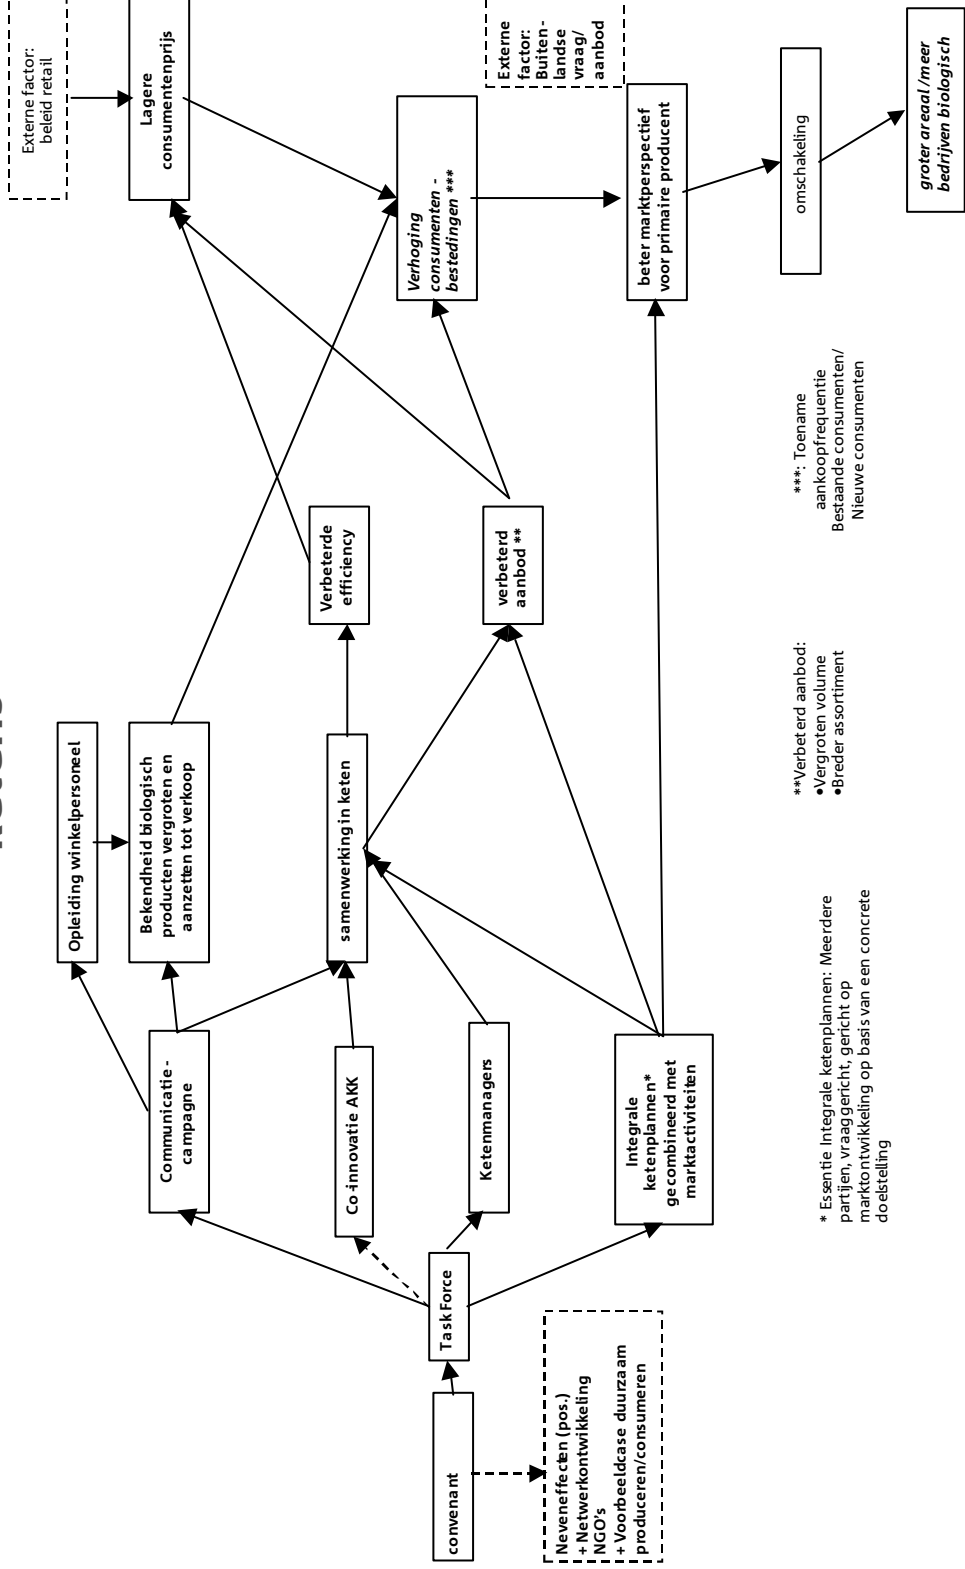 convenant
Neveneffecten (pos.)
+ Netwerkontwikkeling
NGO's
+ Voorbeeldcase duurzaam
produceren/consumeren
Task Force
Communicatie-
campagne
Co-innovatie AKK
Ketenmanagers
Integrale
ketenplannen*
gecombineerd met
marktactiviteiten
Opleiding winkelpersoneel
Bekendheid biologisch
producten vergroten en
aanzetten tot verkoop
samenwerking in keten
Verbeterde
efficiency
verbeterd
aanbod **
Externe factor:
beleid retail
Lagere
consumentenprijs
Verhoging
consumenten -
bestedingen ***
Externe
factor:
Buiten-
landse
vraag/
aanbod
beter marktperspectief
voor primaire producent
omschakeling
groter areaal /meer
bedrijven biologisch
* Essentie Integrale ketenplannen: Meerdere
partijen, vraaggericht, gericht op
marktontwikkeling op basis van een concrete
doelstelling
**Verbeterd aanbod:
•Vergroten volume
•Breder assortiment
***: Toename
aankoopfrequentie
Bestaande consumenten/
Nieuwe consumenten